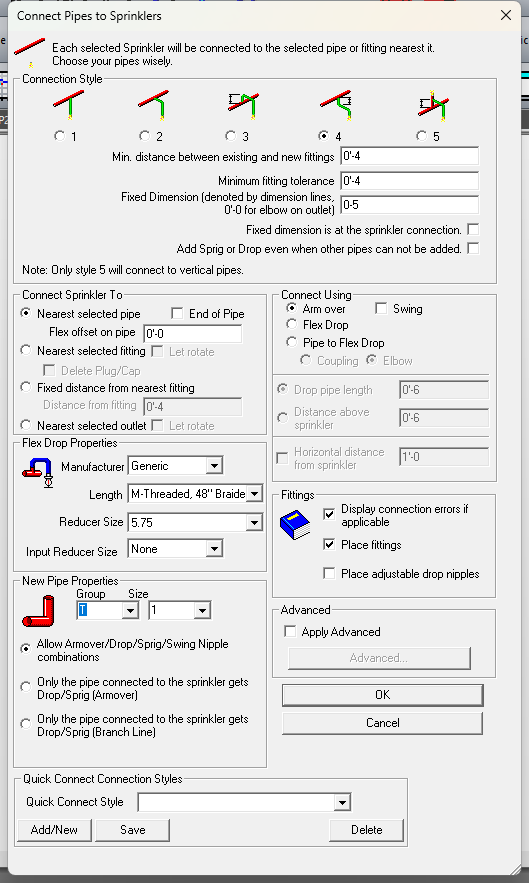 Connect Pipes to Sprinklers
Each selected Sprinkler will be connected to the selected pipe or fitting nearest it.
Choose your pipes wisely.
Connection Style
1
2
3
4
5
Min. distance between existing and new fittings 0'-4
Minimum fitting tolerance 0'-4
Fixed Dimension (denoted by dimension lines,
0'-0 for elbow on outlet) 0-5
Fixed dimension is at the sprinkler connection.
Add Sprig or Drop even when other pipes can not be added.
Note: Only style 5 will connect to vertical pipes.
Connect Sprinkler To
Nearest selected pipe
End of Pipe
Flex offset on pipe 0'-0
Nearest selected fitting
Let rotate
Delete Plug/Cap
Fixed distance from nearest fitting
Distance from fitting 0'-4
Nearest selected outlet
Let rotate
Connect Using
Arm over
Swing
Flex Drop
Pipe to Flex Drop
Coupling
Elbow
Drop pipe length 0'-6
Distance above
sprinkler 0'-6
Horizontal distance
from sprinkler 1'-0
Flex Drop Properties
Manufacturer Generic
Length M-Threaded, 48" Braide
Reducer Size 5.75
Input Reducer Size None
Fittings
Display connection errors if
applicable
Place fittings
Place adjustable drop nipples
New Pipe Properties
Group Size
T 1
Allow Armover/Drop/Sprig/Swing Nipple
combinations
Only the pipe connected to the sprinkler gets
Drop/Sprig (Armover)
Only the pipe connected to the sprinkler gets
Drop/Sprig (Branch Line)
Advanced
Apply Advanced
Advanced...
OK
Cancel
Quick Connect Connection Styles
Quick Connect Style
Add/New
Save
Delete